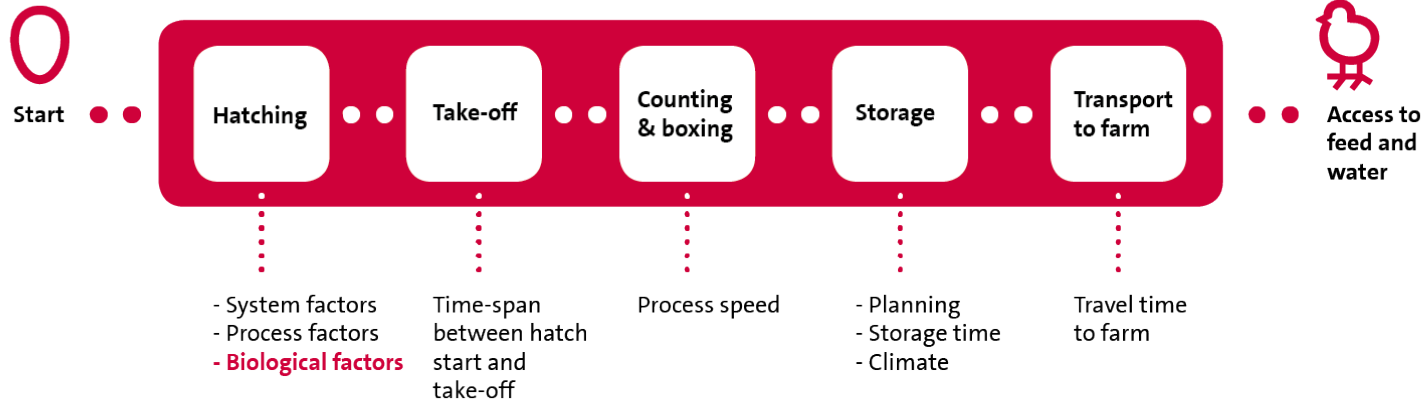 Start
Hatching
Take-off
Counting
& boxing
Storage
Transport
to farm
Access to
feed and
water
- System factors
- Process factors
- Biological factors
Time-span
between hatch
start and
take-off
Process speed
- Planning
- Storage time
- Climate
Travel time
to farm